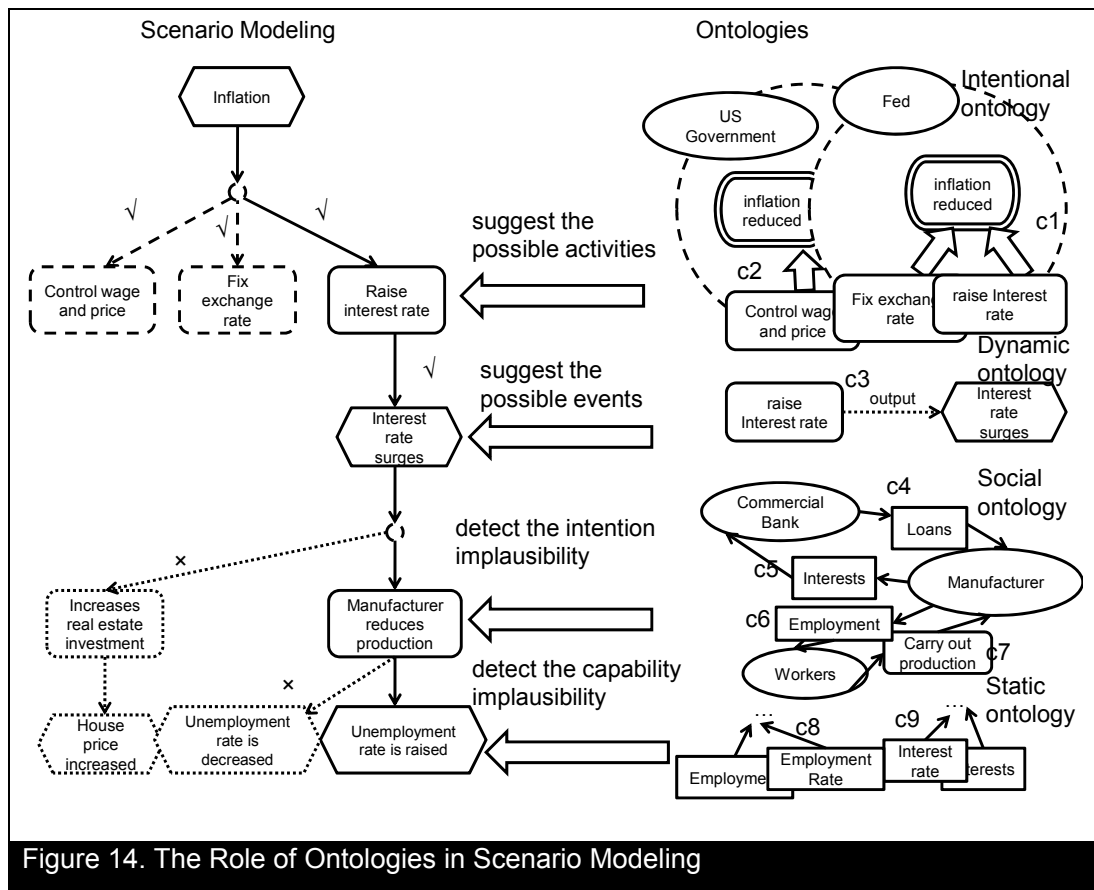 Scenario Modeling
Ontologies
Inflation
√
√
√
Control wage
and price
Fix
exchange
rate
Raise
interest rate
√
Interest
rate
surges
×
Increases
real estate
investment
Manufacturer
reduces
production
×
House
price
increased
Unemployment
rate is
decreased
Unemployment
rate is raised
suggest the
possible activities
suggest the
possible events
detect the intention
implausibility
detect the capability
implausibility
Intentional
ontology
US
Government
Fed
inflation
reduced
inflation
reduced
c1
c2
Control wage
and price
Fix exchange
rate
raise Interest
rate
Dynamic
ontology
c3
raise
Interest rate
output
Interest
rate
surges
Social
ontology
Commercial
Bank
c4
Loans
c5
Interests
Manufacturer
c6
Employment
Carry out
production
c7
Workers
Static
ontology
...
...
c8
c9
Employment
Employment
Rate
Interest
rate
Interests
Figure 14. The Role of Ontologies in Scenario Modeling